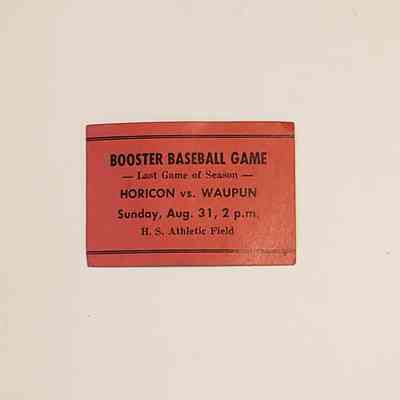 BOOSTER BASEBALL GAME
— Last Game of Season —
HORICON vs. WAUPUN
Sunday, Aug. 31, 2 p.m.
H. S. Athletic Field